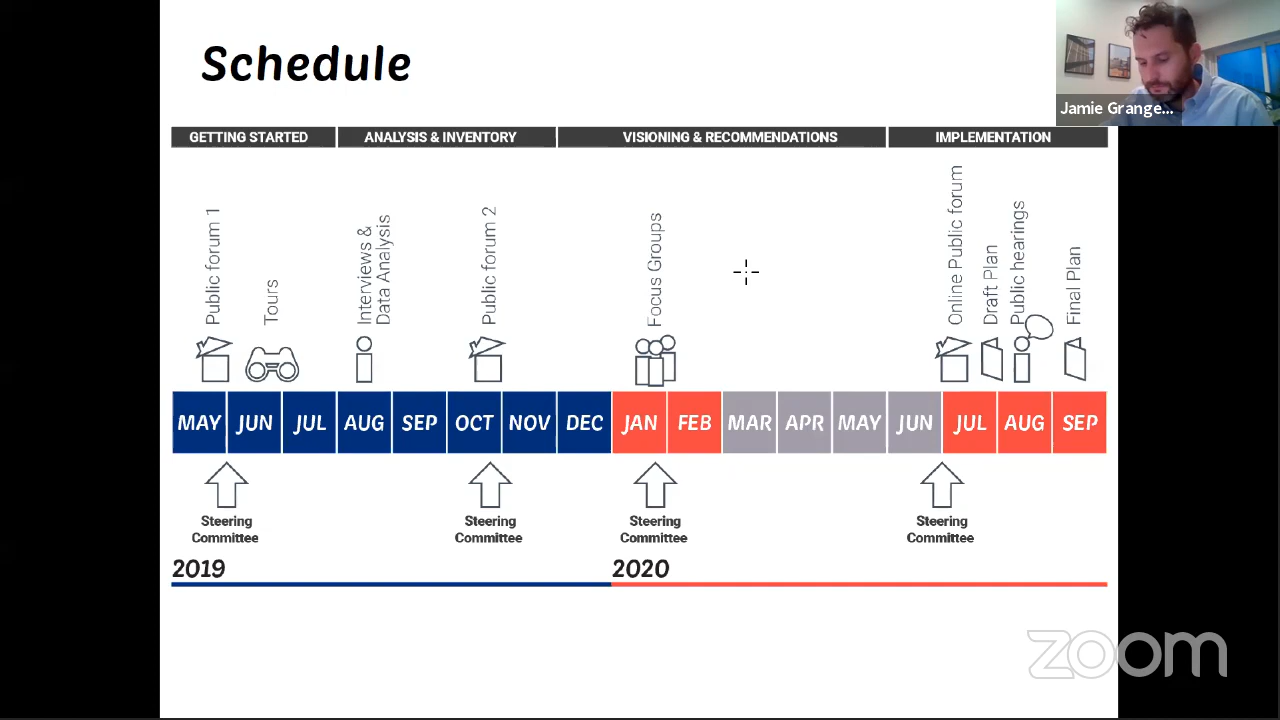 Schedule
Jamie Grange...
GETTING STARTED
ANALYSIS & INVENTORY
VISIONING & RECOMMENDATIONS
IMPLEMENTATION
Public forum 1
Tours
Interviews &
Data Analysis
Public forum 2
Focus Groups
Online Public forum
Draft Plan
Public hearings
Final Plan
MAY JUN JUL AUG SEP OCT NOV DEC JAN FEB MAR APR MAY JUN JUL AUG SEP
Steering
Committee
Steering
Committee
Steering
Committee
Steering
Committee
2019
2020
zoom